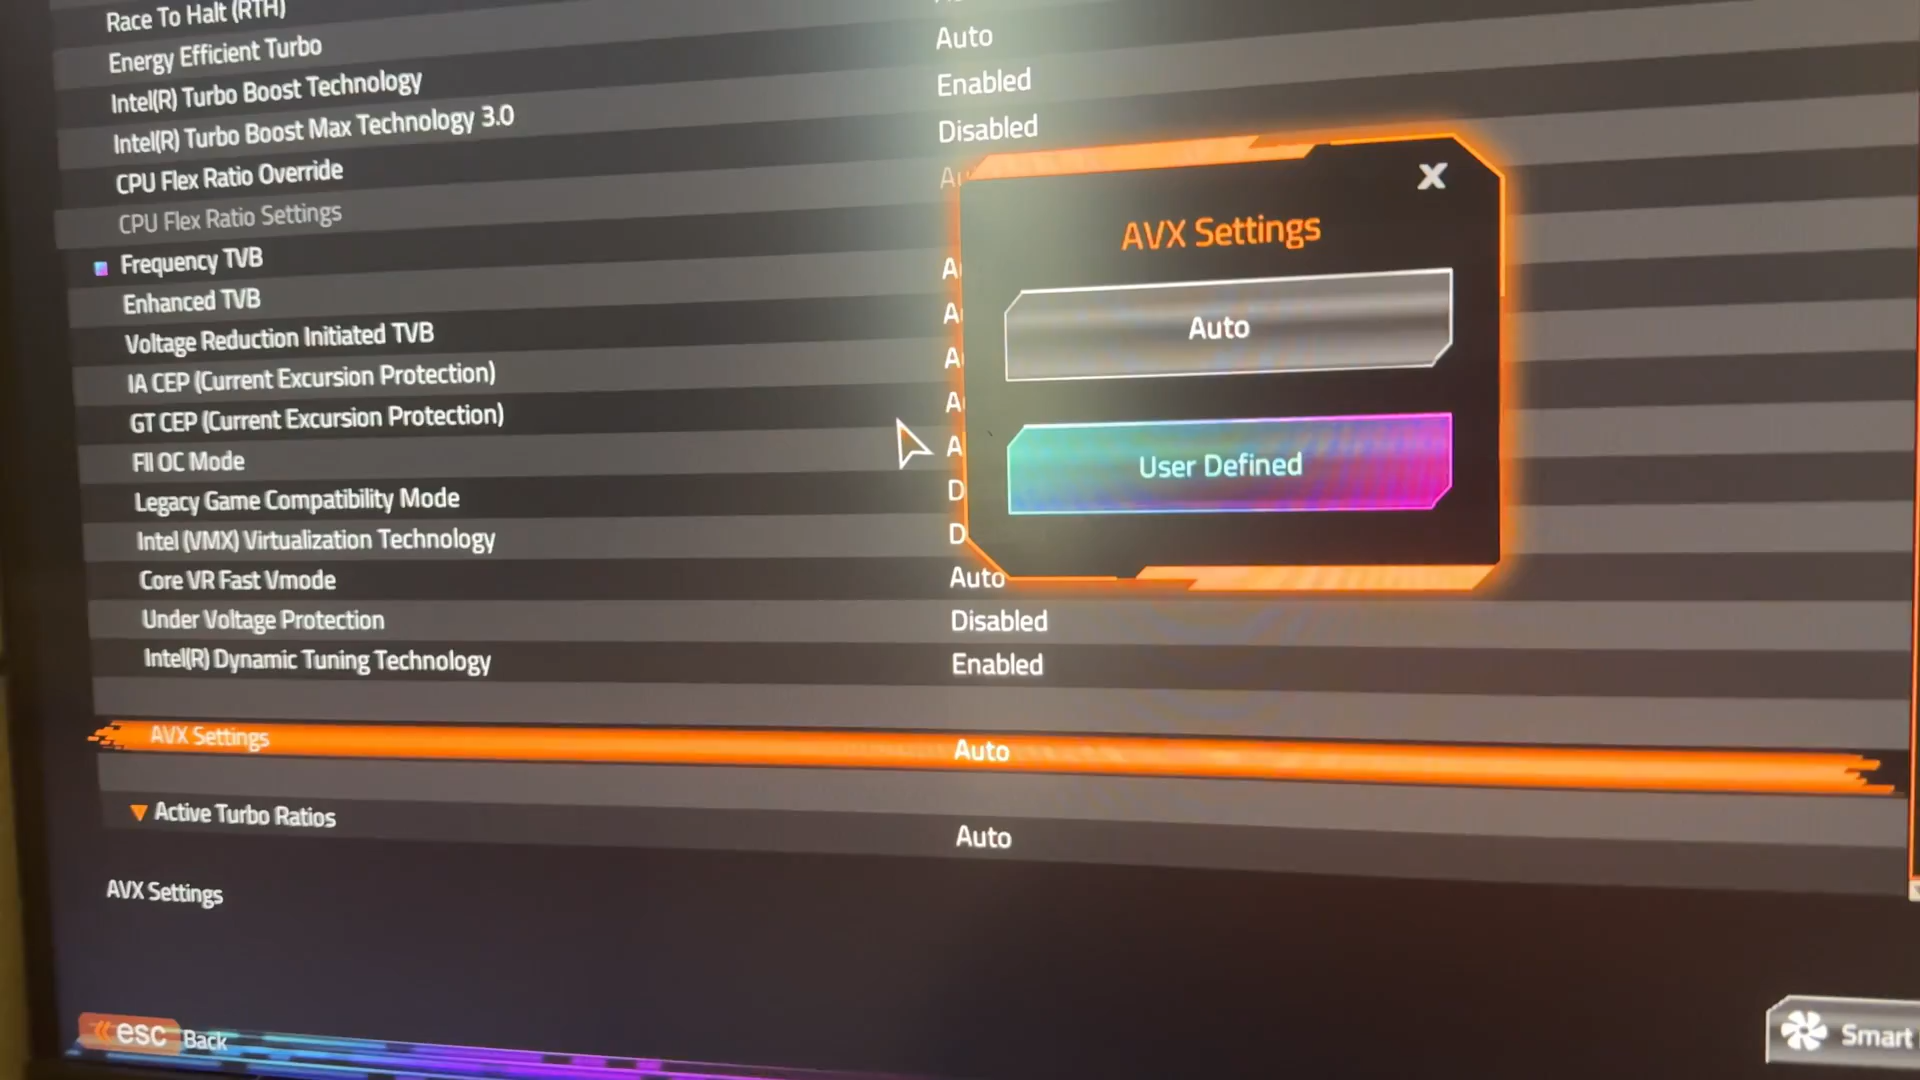 Race To Halt (RTH)
Energy Efficient Turbo Auto
Intel(R) Turbo Boost Technology Enabled
Intel(R) Turbo Boost Max Technology 3.0 Disabled
CPU Flex Ratio Override
CPU Flex Ratio Settings
Frequency TVB
Enhanced TVB
Voltage Reduction Initiated TVB
IA CEP (Current Excursion Protection)
GT CEP (Current Excursion Protection)
FII OC Mode
Legacy Game Compatibility Mode
Intel (VMX) Virtualization Technology
Core VR Fast Vmode Auto
Under Voltage Protection Disabled
Intel(R) Dynamic Tuning Technology Enabled
AVX Settings Auto
Active Turbo Ratios Auto
AVX Settings
esc Back
X
AVX Settings
Auto
User Defined
Smart